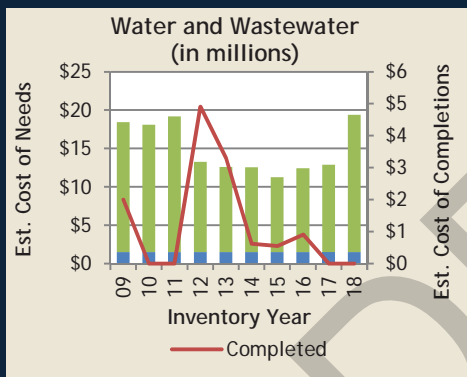 Water and Wastewater
(in millions)
Est. Cost of Needs
$25
$20
$15
$10
$5
$0
$6
$5
$4
$3
$2
$1
$0
Est. Cost of Completions
09 10 11 12 13 14 15 16 17 18
Inventory Year
Completed